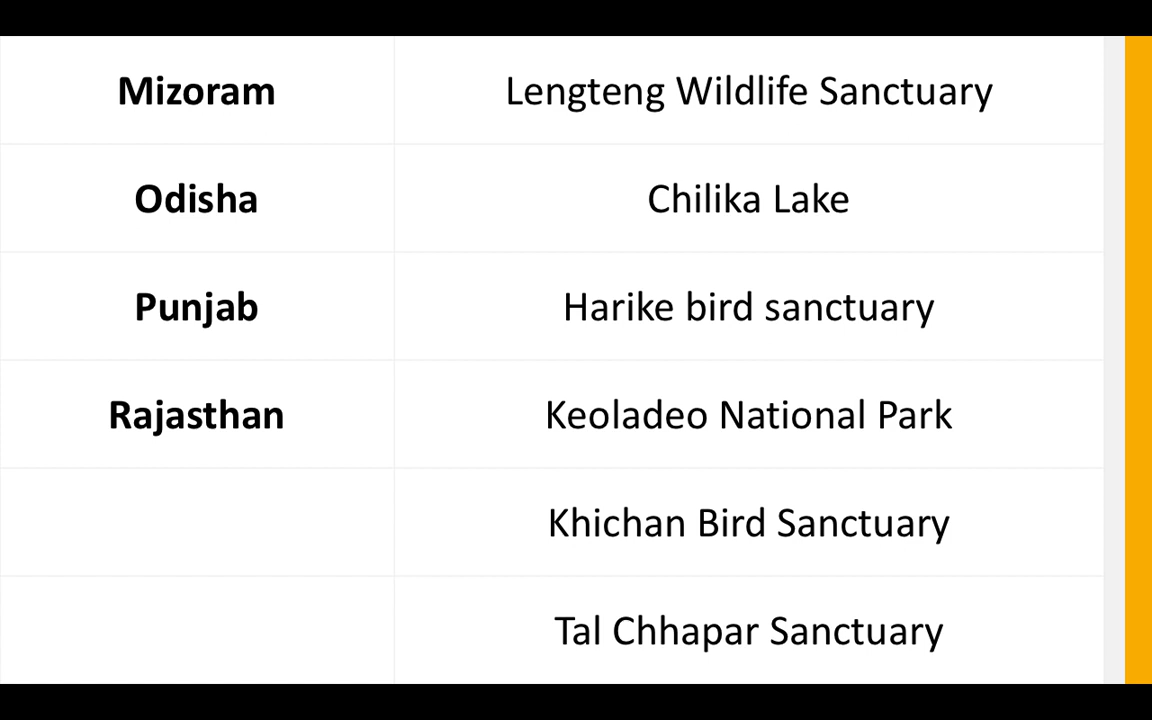 Mizoram Lengteng Wildlife Sanctuary
Odisha Chilika Lake
Punjab Harike bird sanctuary
Rajasthan Keoladeo National Park
Khichan Bird Sanctuary
Tal Chhapar Sanctuary